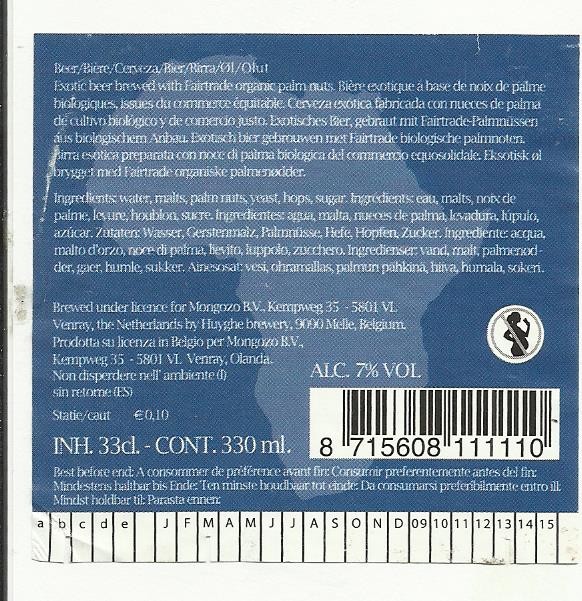 Beer/Bière/Cerveza/Bier/Birra/Øl/Olut
Exotic beer brewed with Fairtrade organic palm nuts. Bière exotique à base de noix de palme
biologiques, issues du commerce équitable. Cerveza exótica fabricada con nueces de palma
de cultivo biológico y de comercio justo. Exotisches Bier, gebraut mit Fairtrade-Palmnüssen
aus biologischem Anbau. Exotisch bier gebrouwen met Fairtrade biologische palmnoten.
Birra esotica preparata con noce di palma biologica del commercio equosolidale. Eksotisk øl
brygget med Fairtrade organiske palmenødder.
Ingredients: water, malts, palm nuts, yeast, hops, sugar. Ingrédients: eau, malts, noix de
palme, levure, houblon, sucre. Ingredientes: agua, malta, nueces de palma, levadura, lúpulo,
azúcar. Zutaten: Wasser, Gerstenmalz, Palmnüsse, Hefe, Hopfen, Zucker. Ingrediente: acqua,
malto d'orzo, noce di palma, lievito, luppolo, zucchero. Ingredienser: vand, malt, palmenød-
der, gaer, humle, sukker. Ainesosat: vesi, ohramallas, palmun pähkinä, hiiva, humala, sokeri.
Brewed under licence for Mongozo B.V., Kempweg 35 - 5801 VL
Venray, the Netherlands by Huyghe brewery, 9090 Melle, Belgium.
Prodotta su licenza in Belgio per Mongozo B.V.,
Kempweg 35 - 5801 VL Venray, Olanda.
Non disperdere nell' ambiente (I)
sin retorne (ES)
Statie/caut €0,10
ALC. 7% VOL
INH. 33cl. - CONT. 330 ml.
8 715608 111110
Best before end: A consommer de préférence avant fin: Consumir preferentemente antes del fin:
Mindestens haltbar bis Ende: Ten minste houdbaar tot einde: Da consumarsi preferibilmente entro ill.
Mindst holdbar til: Parasta ennen:
a b c d e J F M A M J J A S O N D 09 10 11 12 13 14 15